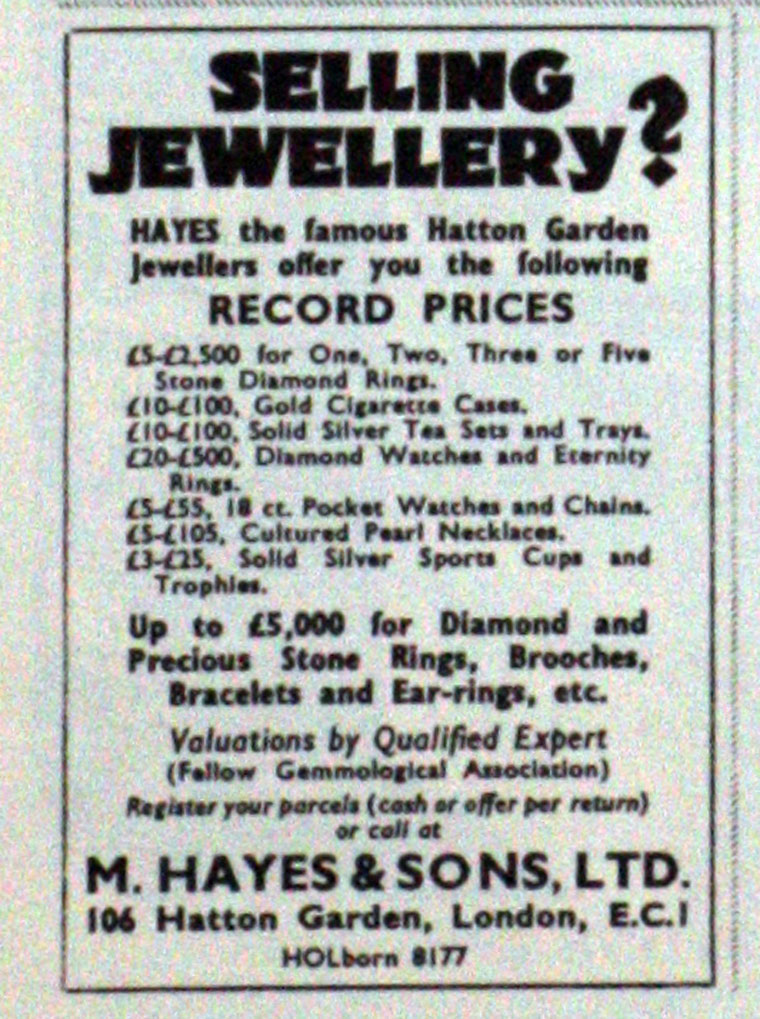 SELLING
JEWELLERY?
HAYES the famous Hatton Garden
Jewellers offer you the following
RECORD PRICES
£5-£2,500 for One, Two, Three or Five
Stone Diamond Rings.
£10-£100, Gold Cigarette Cases.
£10-£100, Solid Silver Tea Sets and Trays.
£20-£500, Diamond Watches and Eternity
Rings.
£5-£55, 18 ct. Pocket Watches and Chains.
£5-£105, Cultured Pearl Necklaces.
£3-£25, Solid Silver Sports Cups and
Trophies.
Up to £5,000 for Diamond and
Precious Stone Rings, Brooches,
Bracelets and Ear-rings, etc.
Valuations by Qualified Expert
(Fellow Gemmological Association)
Register your parcels (cash or offer per return)
or call at
M. HAYES & SONS, LTD.
106 Hatton Garden, London, E.C.1
HOLborn 8177